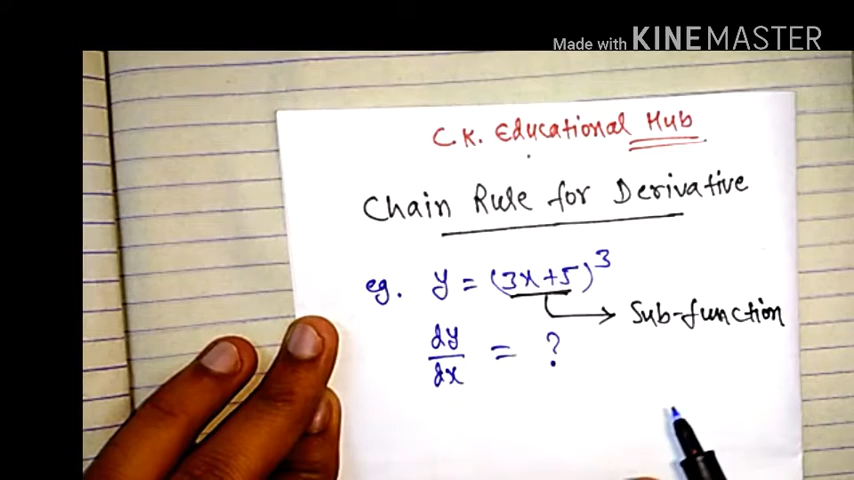 Made with KINEMASTER
C.K. Educational Hub
Chain Rule for Derivative
eg. y = (3x+5)^3
Sub-function
dy/dx = ?